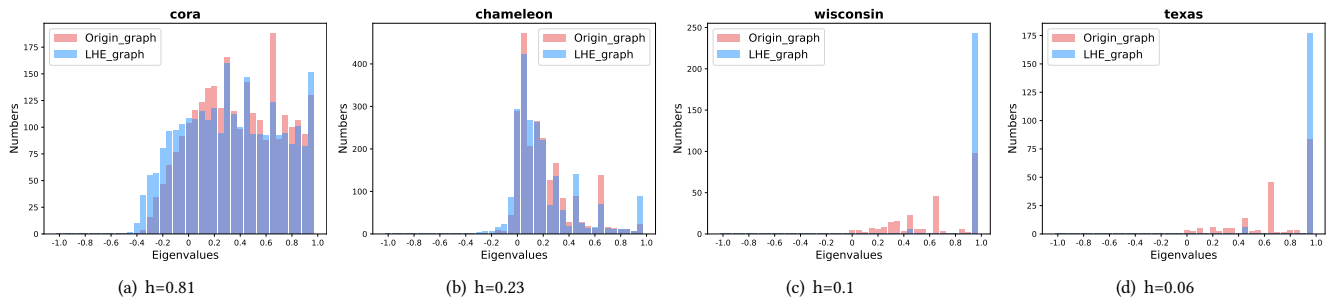 cora
Origin_graph
LHE_graph
Numbers
175
150
125
100
75
50
25
0
-1.0 -0.8 -0.6 -0.4 -0.2 0 0.2 0.4 0.6 0.8 1.0
Eigenvalues
(a) h=0.81
chameleon
Origin_graph
LHE_graph
Numbers
400
300
200
100
0
-1.0 -0.8 -0.6 -0.4 -0.2 0 0.2 0.4 0.6 0.8 1.0
Eigenvalues
(b) h=0.23
wisconsin
Origin_graph
LHE_graph
Numbers
250
200
150
100
50
0
-1.0 -0.8 -0.6 -0.4 -0.2 0 0.2 0.4 0.6 0.8 1.0
Eigenvalues
(c) h=0.1
texas
Origin_graph
LHE_graph
Numbers
175
150
125
100
75
50
25
0
-1.0 -0.8 -0.6 -0.4 -0.2 0 0.2 0.4 0.6 0.8 1.0
Eigenvalues
(d) h=0.06